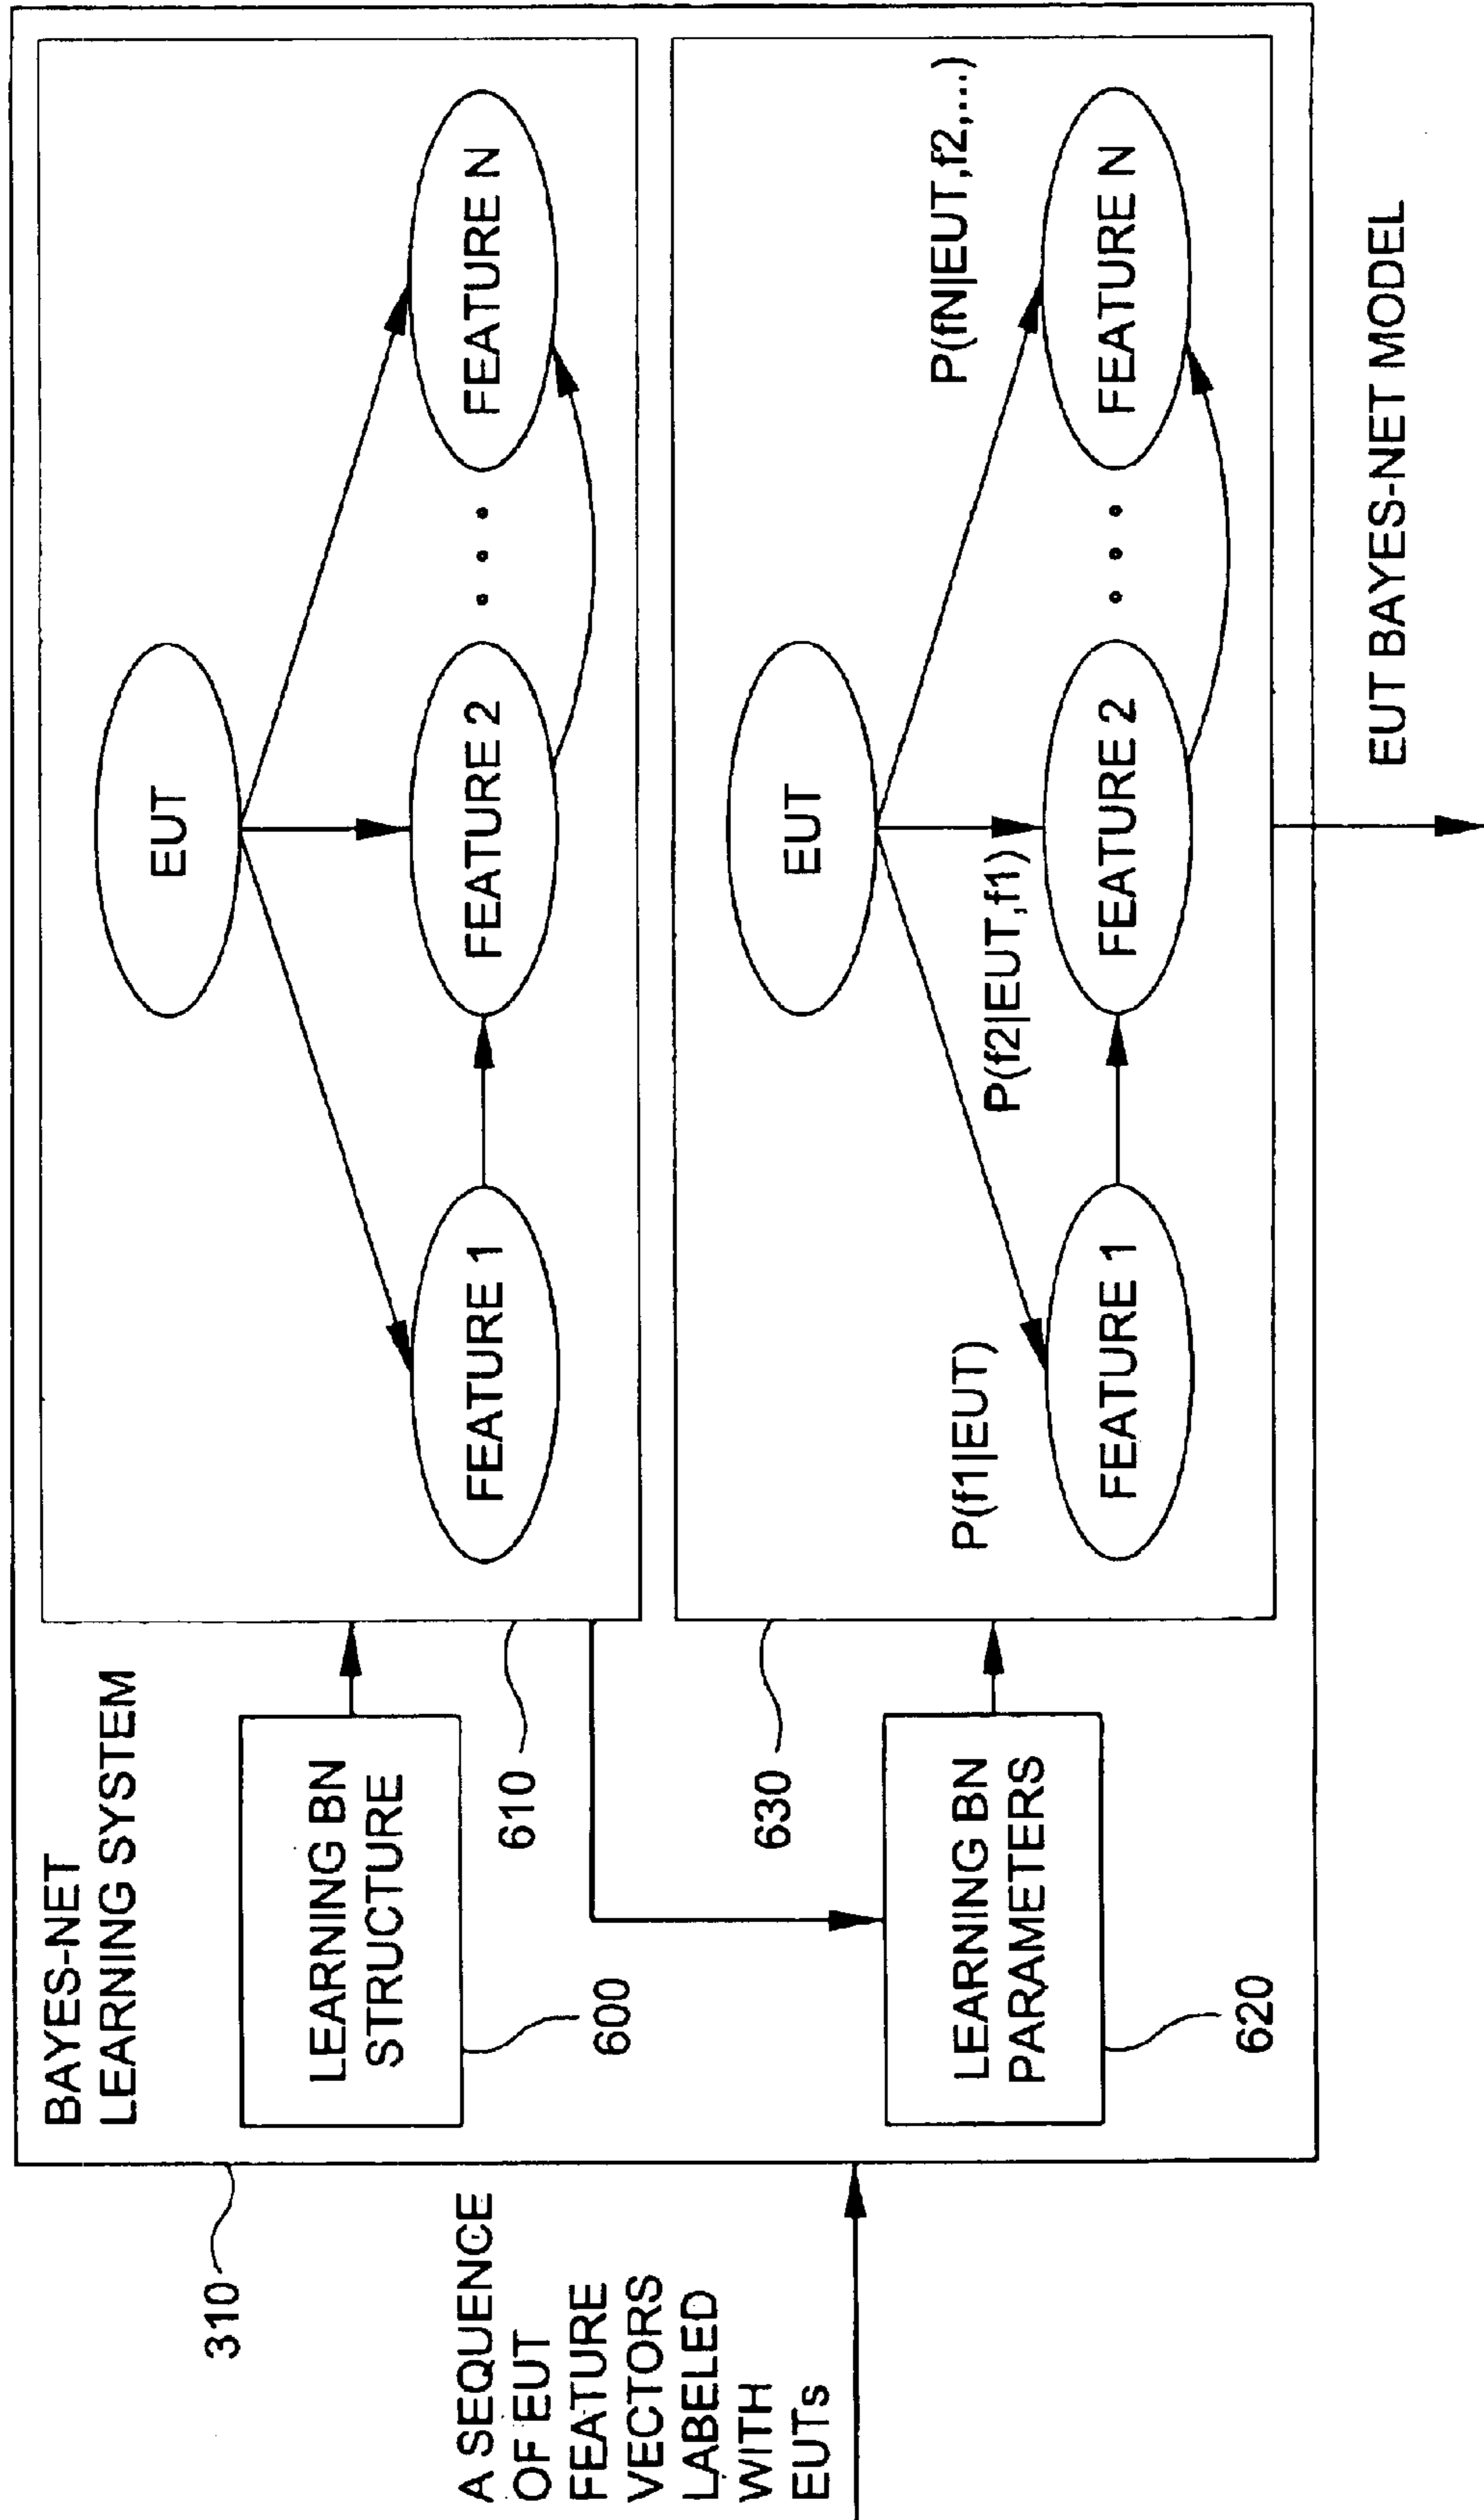 BAYES-NET
LEARNING SYSTEM
310
A SEQUENCE
OF EUT
FEATURE
VECTORS
LABELED
WITH
EUTs
LEARNING BN
STRUCTURE
600
610
EUT
FEATURE 1
FEATURE 2
FEATURE N
LEARNING BN
PARAMETERS
620
630
EUT
P(f1|EUT)
P(f2|EUT,f1)
P(fN|EUT,f2,...)
FEATURE 1
FEATURE 2
FEATURE N
EUT BAYES-NET MODEL